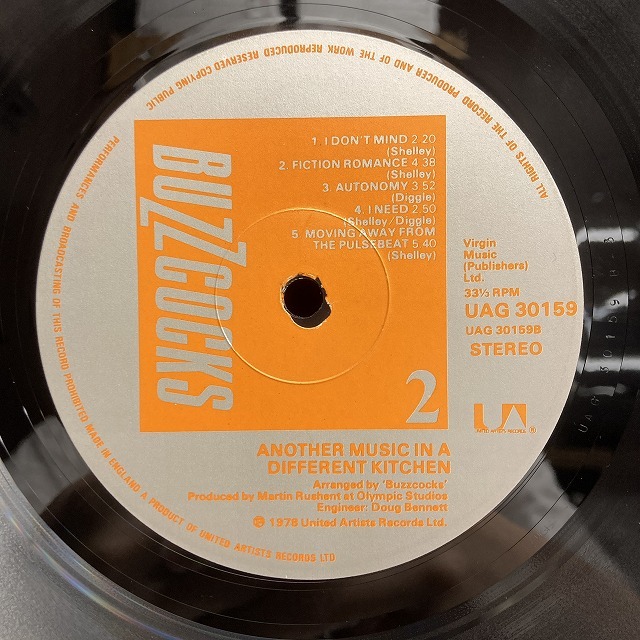 ALL RIGHTS OF THE RECORD PRODUCER AND OF THE WORK REPRODUCED RESERVED COPYING PUBLIC
PERFORMANCES AND BROADCASTING OF THIS RECORD PROHIBITED MADE IN ENGLAND A PRODUCT OF UNITED ARTISTS RECORDS LTD
BUZZCOCKS
1. I DON'T MIND 2.20
(Shelley)
2. FICTION ROMANCE 4 38
(Shelley)
3. AUTONOMY 3 52
(Diggle)
4. I NEED 2.50
(Shelley/Diggle)
5. MOVING AWAY FROM
THE PULSEBEAT 5 40
(Shelley)
Virgin
Music
(Publishers)
Ltd.
33⅓ RPM
UAG 30159
UAG 30159B
STEREO
2
UA
UNITED ARTISTS RECORDS ®
ANOTHER MUSIC IN A
DIFFERENT KITCHEN
Arranged by 'Buzzcocks'
Produced by Martin Rushent at Olympic Studios
Engineer: Doug Bennett
℗ 1978 United Artists Records Ltd.